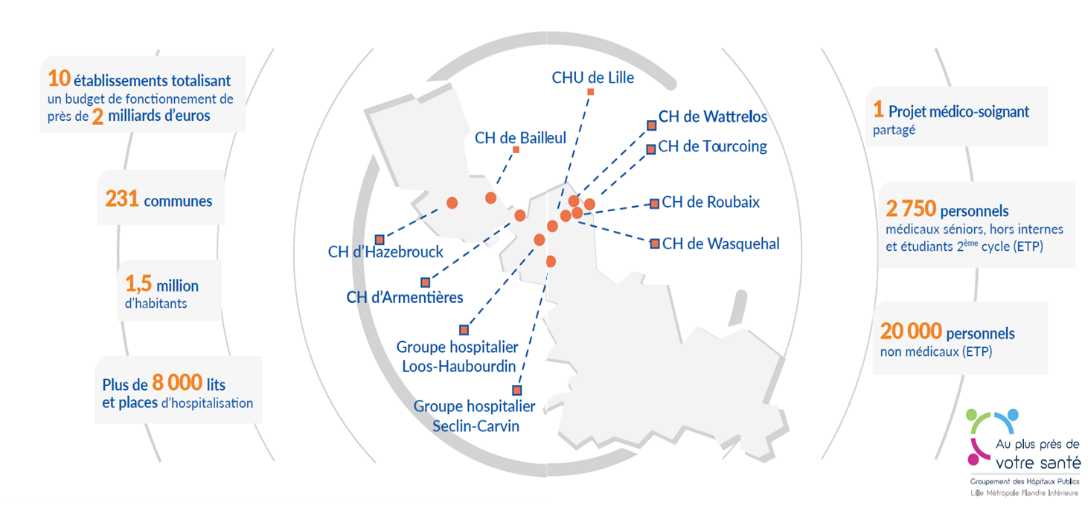 10 établissements totalisant
un budget de fonctionnement de
près de 2 milliards d'euros
231 communes
1,5 million
d'habitants
Plus de 8 000 lits
et places d'hospitalisation
CHU de Lille
CH de Wattrelos
CH de Bailleul
CH de Tourcoing
CH de Roubaix
CH de Wasquehal
CH d'Hazebrouck
CH d'Armentières
Groupe hospitalier
Loos-Haubourdin
Groupe hospitalier
Seclin-Carvin
1 Projet médico-soignant
partagé
2 750 personnels
médicaux séniors, hors internes
et étudiants 2ème cycle (ETP)
20 000 personnels
non médicaux (ETP)
Au plus près de
votre santé
Groupement des Hôpitaux Publics
Lille Métropole Flandre Intérieure